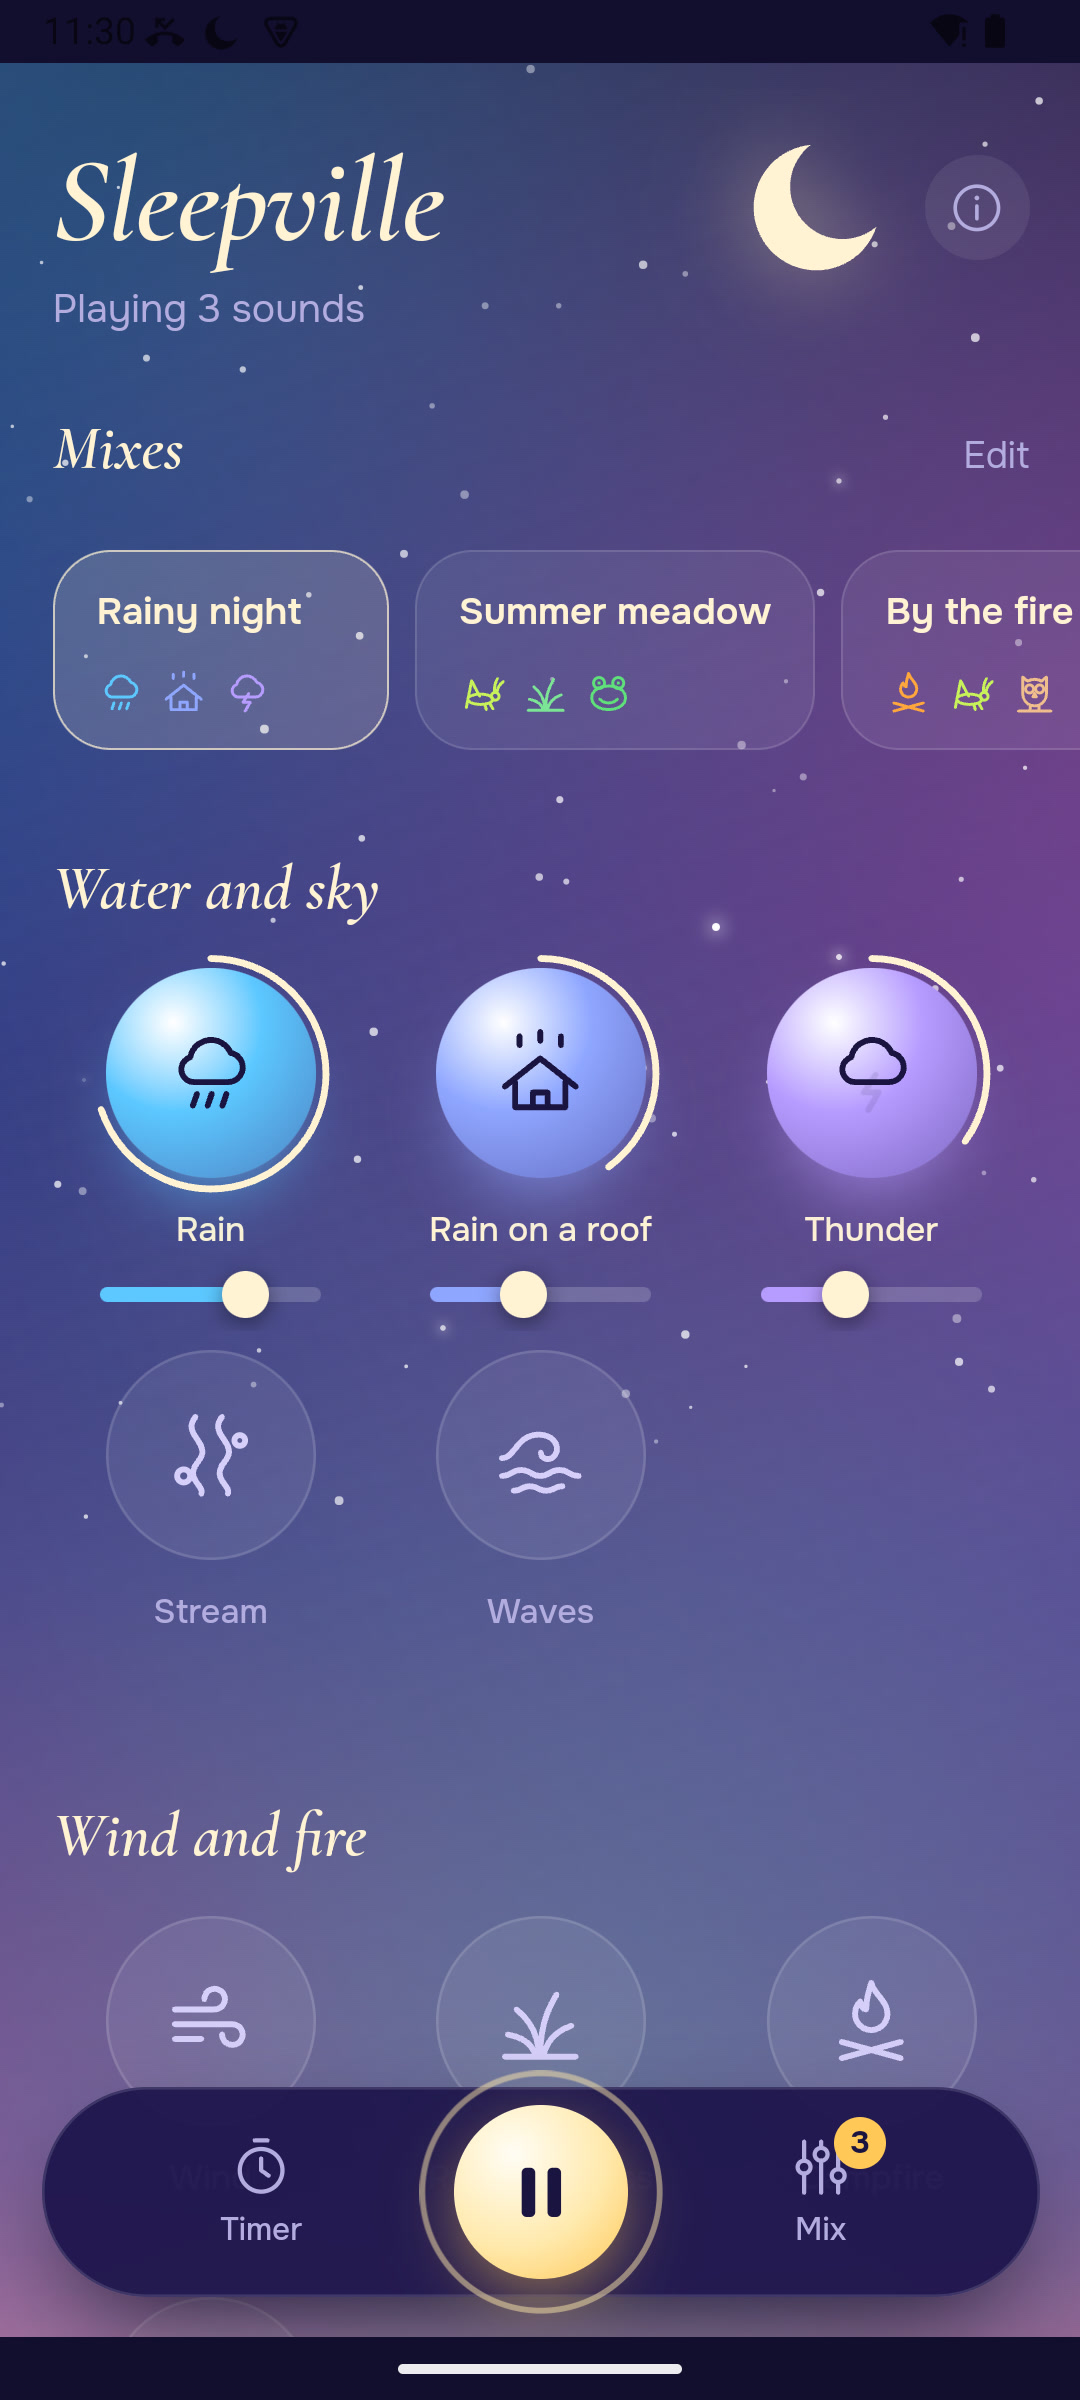 11:30
Sleepville
Playing 3 sounds
Mixes
Edit
Rainy night
Summer meadow
By the fire
Water and sky
Rain
Rain on a roof
Thunder
Stream
Waves
Wind and fire
3
Timer
Mix